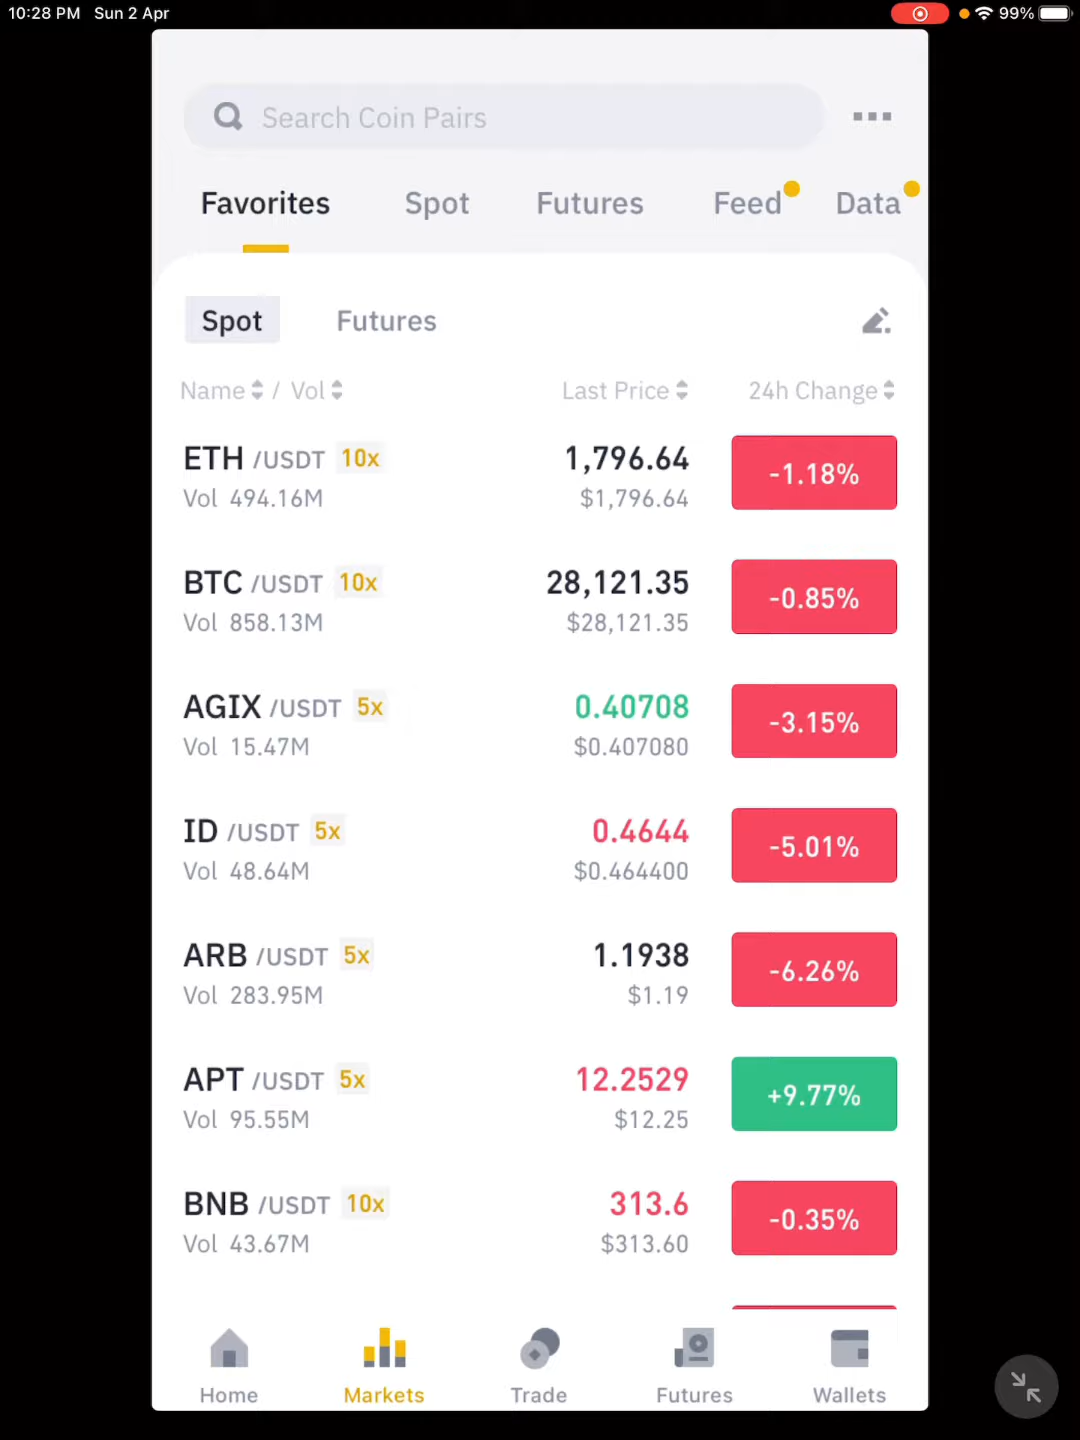 10:28 PM Sun 2 Apr 99%
Search Coin Pairs
Favorites Spot Futures Feed Data
Spot Futures
Name / Vol Last Price 24h Change
ETH /USDT 10x 1,796.64 -1.18%
Vol 494.16M $1,796.64
BTC /USDT 10x 28,121.35 -0.85%
Vol 858.13M $28,121.35
AGIX /USDT 5x 0.40708 -3.15%
Vol 15.47M $0.407080
ID /USDT 5x 0.4644 -5.01%
Vol 48.64M $0.464400
ARB /USDT 5x 1.1938 -6.26%
Vol 283.95M $1.19
APT /USDT 5x 12.2529 +9.77%
Vol 95.55M $12.25
BNB /USDT 10x 313.6 -0.35%
Vol 43.67M $313.60
Home Markets Trade Futures Wallets